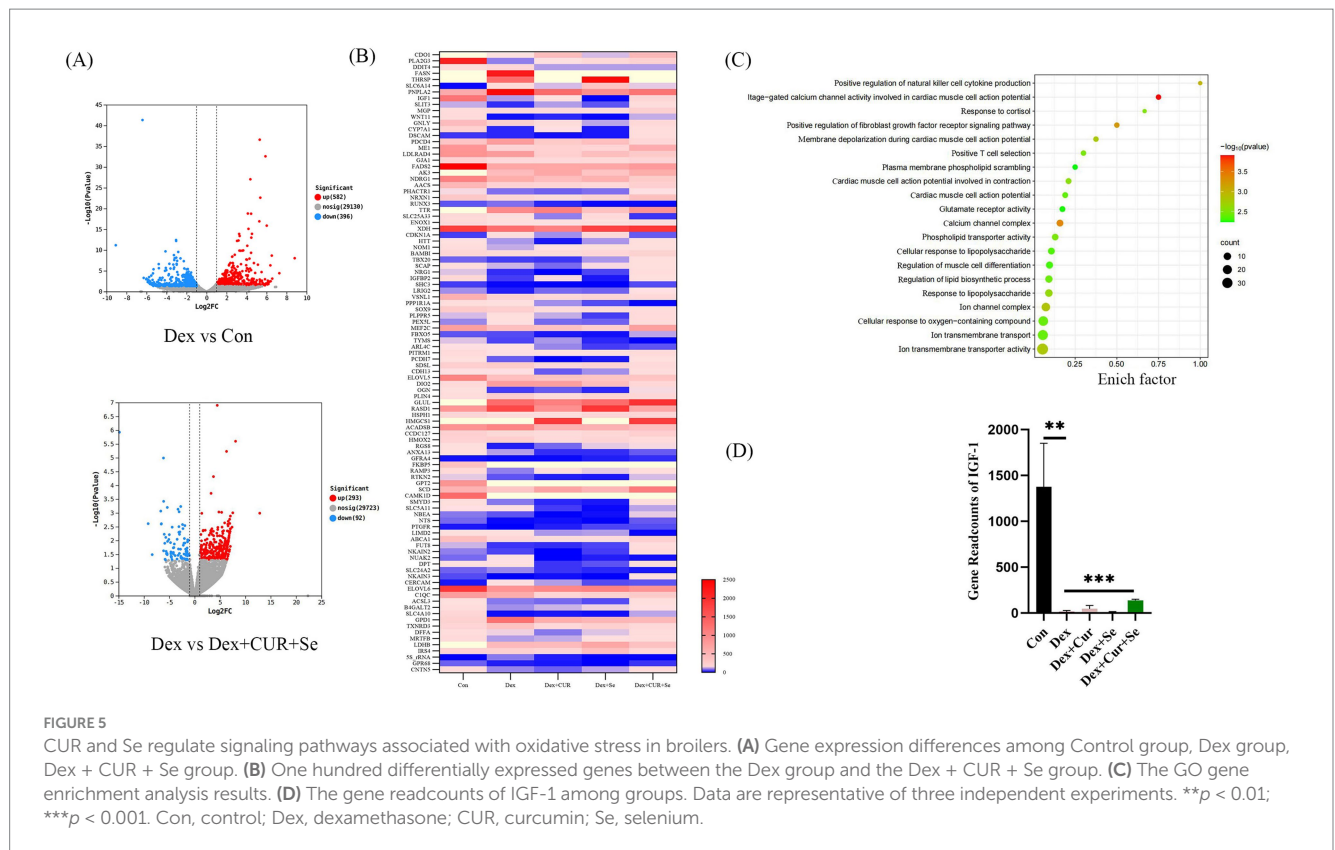 (A)
45
40
35
30
25
20
15
10
5
0
-Log10(Pvalue)
-10 -8 -6 -4 -2 0 2 4 6 8 10
Log2FC
Significant
up(582)
nosig(29130)
down(396)
Dex vs Con
7
6.5
6
5.5
5
4.5
4
3.5
3
2.5
2
1.5
1
0.5
0
-Log10(Pvalue)
-15 -10 -5 0 5 10 15 20 25
Log2FC
Significant
up(293)
nosig(29723)
down(92)
Dex vs Dex+CUR+Se
(B)
CDO1
PLA2G3
DDIT4
FASN
THRSP
SLC6A14
PNPLA2
IGF1
SLIT3
MGP
WNT11
GNLY
CYP7A1
DSCAM
PDCD4
ME1
LDLRAD4
GJA1
FADS2
AK3
NDRG1
AACS
PHACTR1
NRXN1
RUNX3
TTR
SLC25A33
ENOX1
XDH
CDKN1A
HTT
NOM1
BAMBI
TBX20
SCAP
NRG1
IGFBP2
SHC3
LRIG2
VSNL1
PPP1R1A
SOX9
PLPPR5
PEX5L
MEF2C
FBXO5
TYMS
ARL4C
PITRM1
PCDH7
SDSL
CDH13
ELOVL5
DIO2
OGN
PLIN4
GLUL
RASD1
HSPH1
HMGCS1
ACADSB
CCDC127
HMOX2
RGS8
ANXA13
GFRA4
FKBP5
RAMP3
RTKN2
GPT2
SCD
CAMK1D
SMYD3
SLC5A11
NBEA
NTS
PTGFR
LIMD2
ABCA1
FUT8
NKAIN2
NUAK2
DPT
SLC24A2
NKAIN3
CERCAM
ELOVL6
C1QC
ACSL3
B4GALT2
SLC4A10
GPD1
TXNRD3
DFFA
MRTFB
LDHB
IRS4
5S_rRNA
GPR68
CNTN5
Con Dex Dex+CUR Dex+Se Dex+CUR+Se
2500
2000
1500
1000
500
0
(C)
Positive regulation of natural killer cell cytokine production
ltage-gated calcium channel activity involved in cardiac muscle cell action potential
Response to cortisol
Positive regulation of fibroblast growth factor receptor signaling pathway
Membrane depolarization during cardiac muscle cell action potential
Positive T cell selection
Plasma membrane phospholipid scrambling
Cardiac muscle cell action potential involved in contraction
Cardiac muscle cell action potential
Glutamate receptor activity
Calcium channel complex
Phospholipid transporter activity
Cellular response to lipopolysaccharide
Regulation of muscle cell differentiation
Regulation of lipid biosynthetic process
Response to lipopolysaccharide
Ion channel complex
Cellular response to oxygen-containing compound
Ion transmembrane transport
Ion transmembrane transporter activity
0.25 0.50 0.75 1.00
Enich factor
−log10(pvalue)
4.0
3.5
3.0
2.5
count
10
20
30
(D)
Gene Readcounts of IGF-1
2000
1500
1000
500
0
**
***
Con
Dex
Dex+Cur
Dex+Se
Dex+Cur+Se
FIGURE 5
CUR and Se regulate signaling pathways associated with oxidative stress in broilers. (A) Gene expression differences among Control group, Dex group,
Dex + CUR + Se group. (B) One hundred differentially expressed genes between the Dex group and the Dex + CUR + Se group. (C) The GO gene
enrichment analysis results. (D) The gene readcounts of IGF-1 among groups. Data are representative of three independent experiments. **p < 0.01;
***p < 0.001. Con, control; Dex, dexamethasone; CUR, curcumin; Se, selenium.